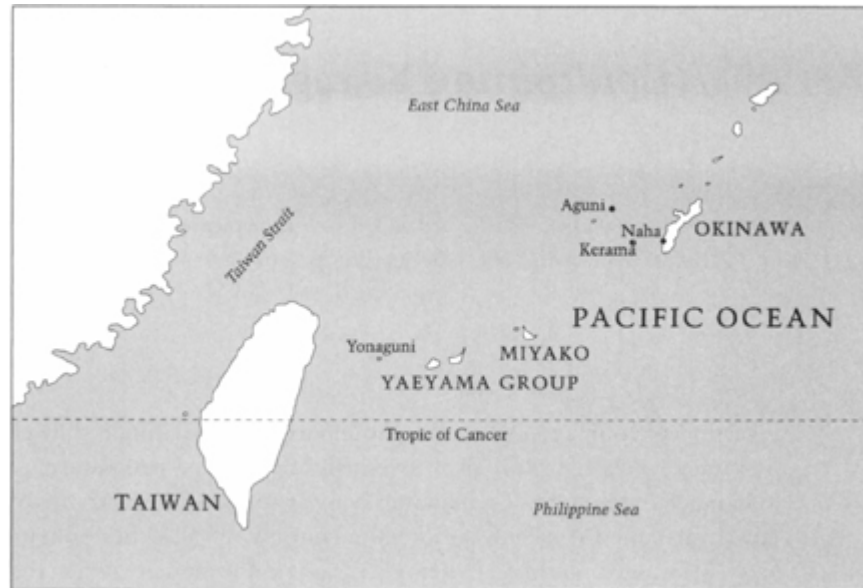 East China Sea
Taiwan Strait
Aguni
Naha
OKINAWA
Kerama
PACIFIC OCEAN
Yonaguni
MIYAKO
YAEYAMA GROUP
Tropic of Cancer
TAIWAN
Philippine Sea